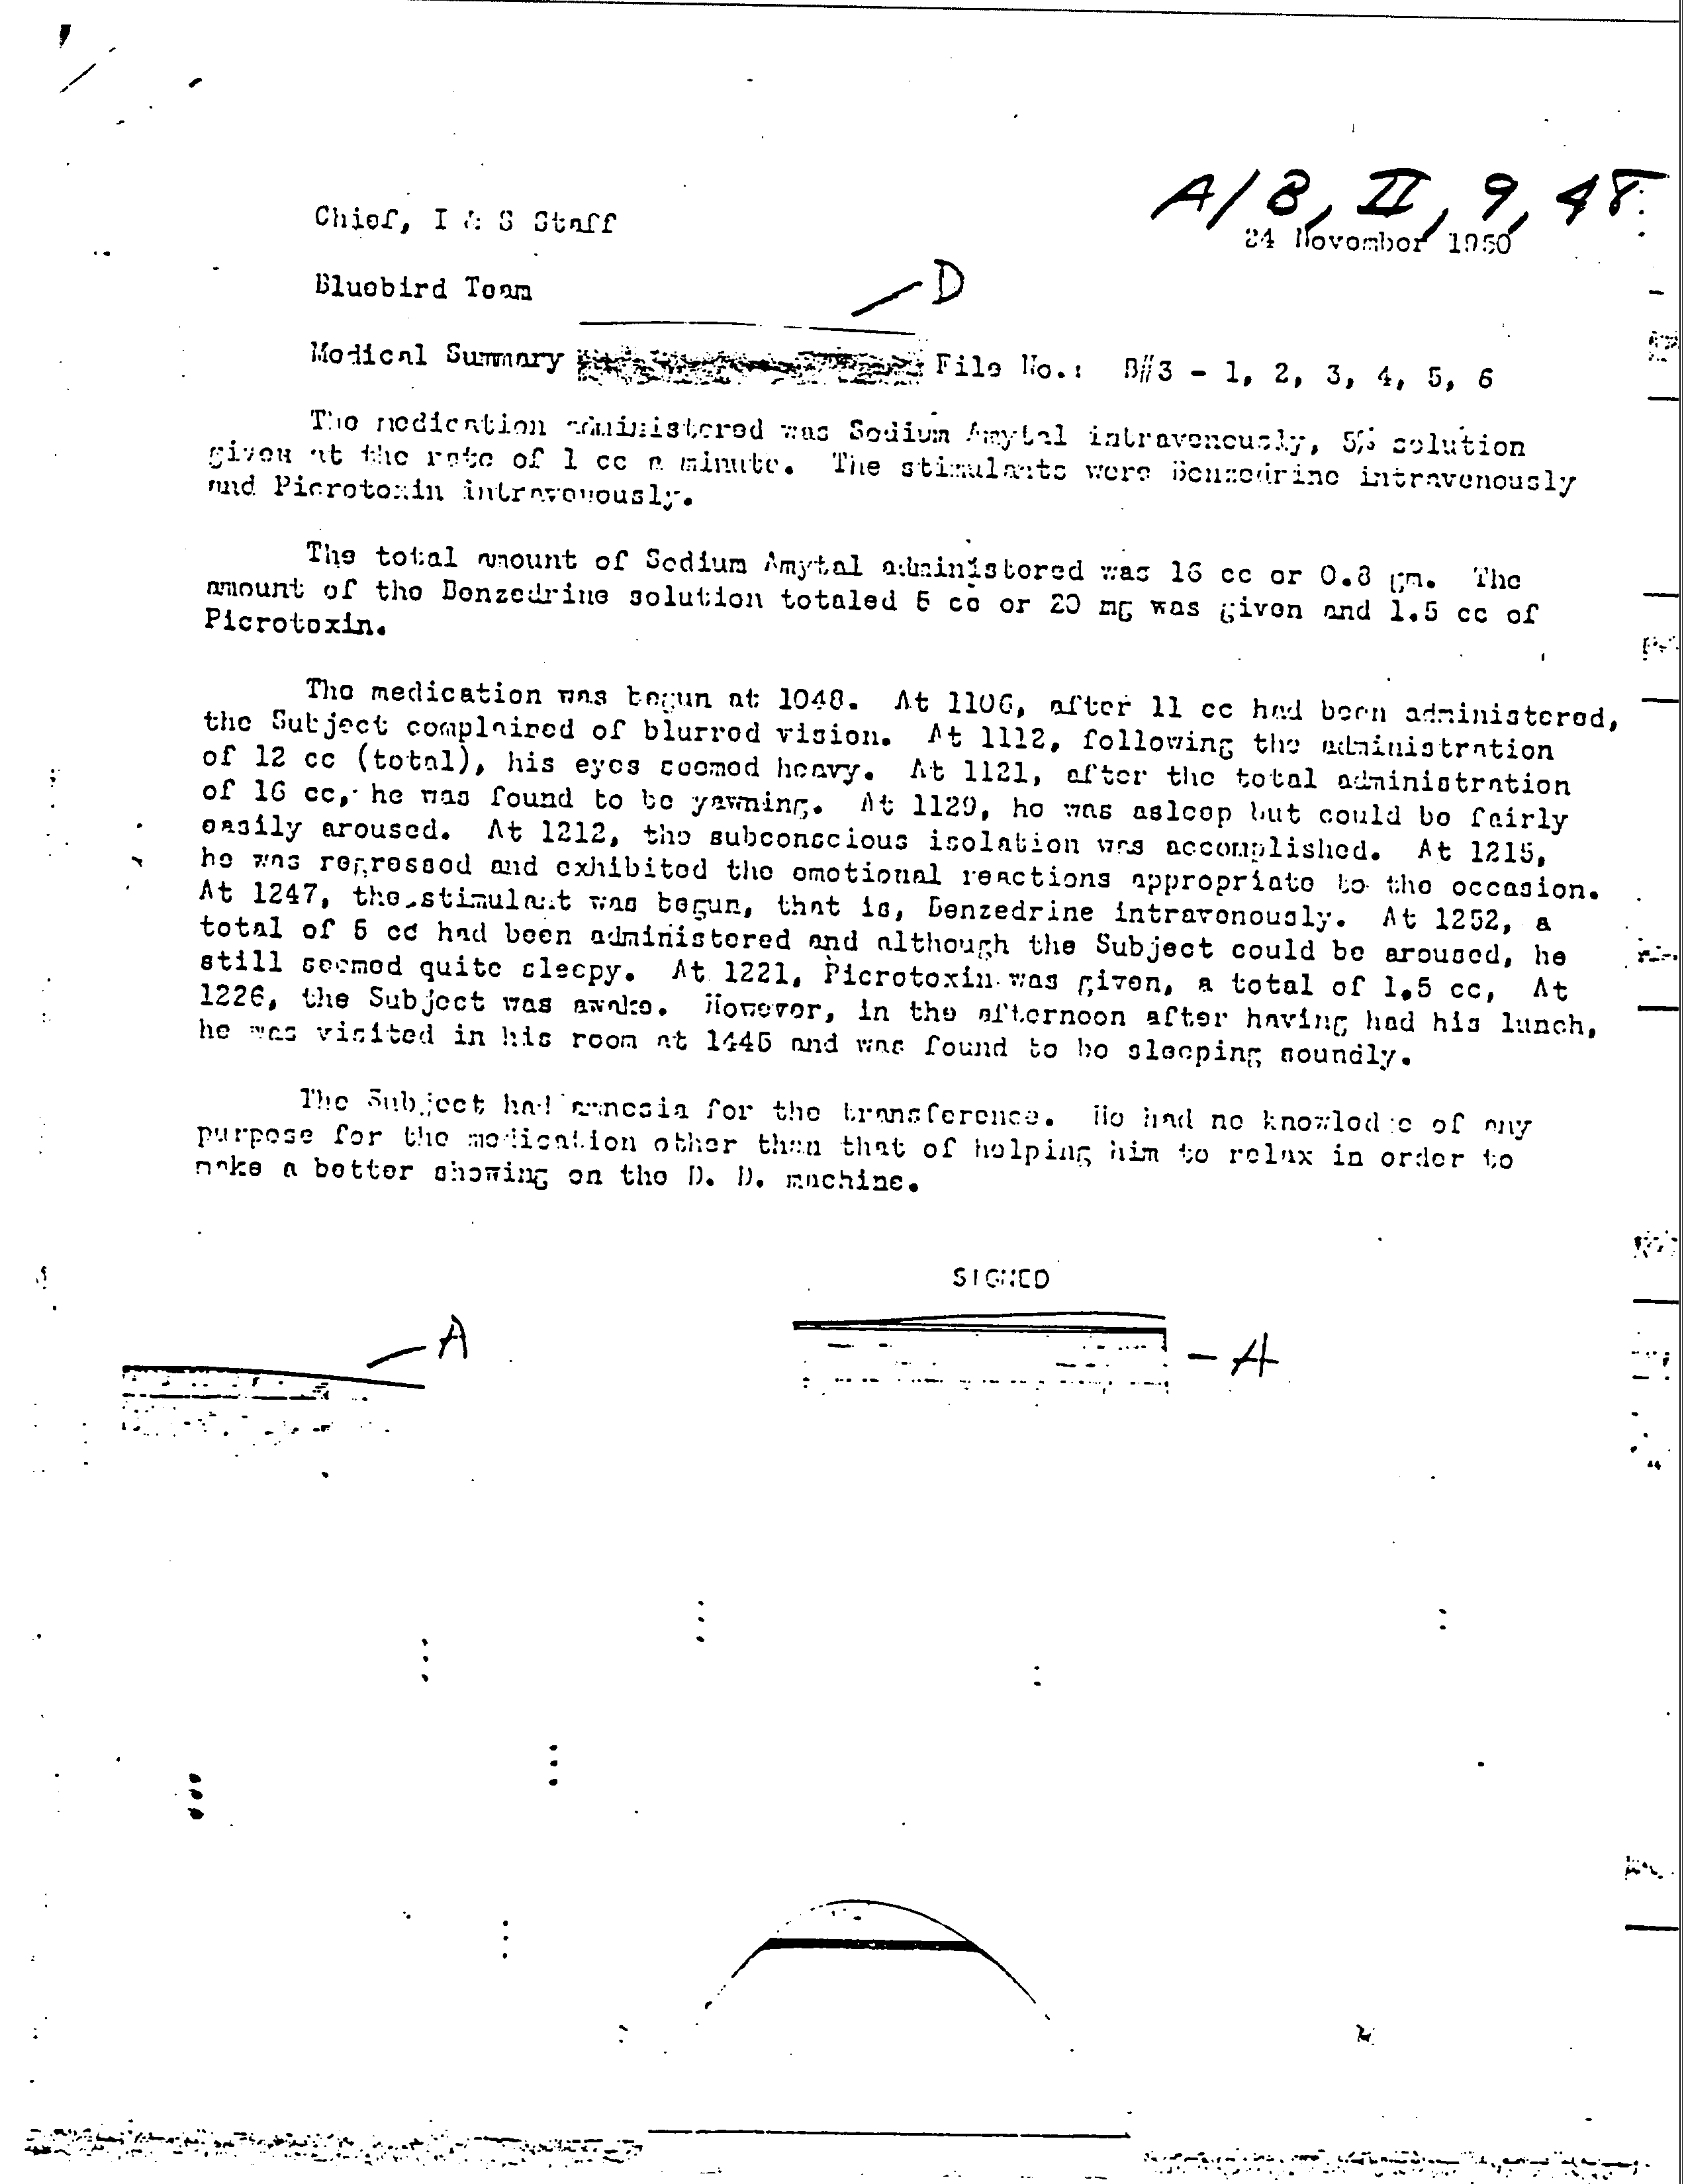 A/B, II, 9, 48
Chief, I & S Staff
24 November 1950
Bluebird Team
D
Medical Summary File No.: B#3 - 1, 2, 3, 4, 5, 6
The medication administered was Sodium Amytal intravenously, 5% solution
given at the rate of 1 cc a minute. The stimulants were Benzedrine intravenously
and Picrotoxin intravenously.
The total amount of Sodium Amytal administered was 16 cc or 0.8 gm. The
amount of the Benzedrine solution totaled 5 cc or 20 mg was given and 1.5 cc of
Picrotoxin.
The medication was begun at 1048. At 1106, after 11 cc had been administered,
the Subject complained of blurred vision. At 1112, following the administration
of 12 cc (total), his eyes seemed heavy. At 1121, after the total administration
of 16 cc, he was found to be yawning. At 1129, he was asleep but could be fairly
easily aroused. At 1212, the subconscious isolation was accomplished. At 1215,
he was regressed and exhibited the emotional reactions appropriate to the occasion.
At 1247, the stimulant was begun, that is, Benzedrine intravenously. At 1252, a
total of 5 cc had been administered and although the Subject could be aroused, he
still seemed quite sleepy. At 1221, Picrotoxin was given, a total of 1.5 cc, At
1226, the Subject was awake. However, in the afternoon after having had his lunch,
he was visited in his room at 1445 and was found to be sleeping soundly.
The Subject had amnesia for the transference. He had no knowledge of any
purpose for the medication other than that of helping him to relax in order to
make a better showing on the D. D. machine.
SIGNED
A
A